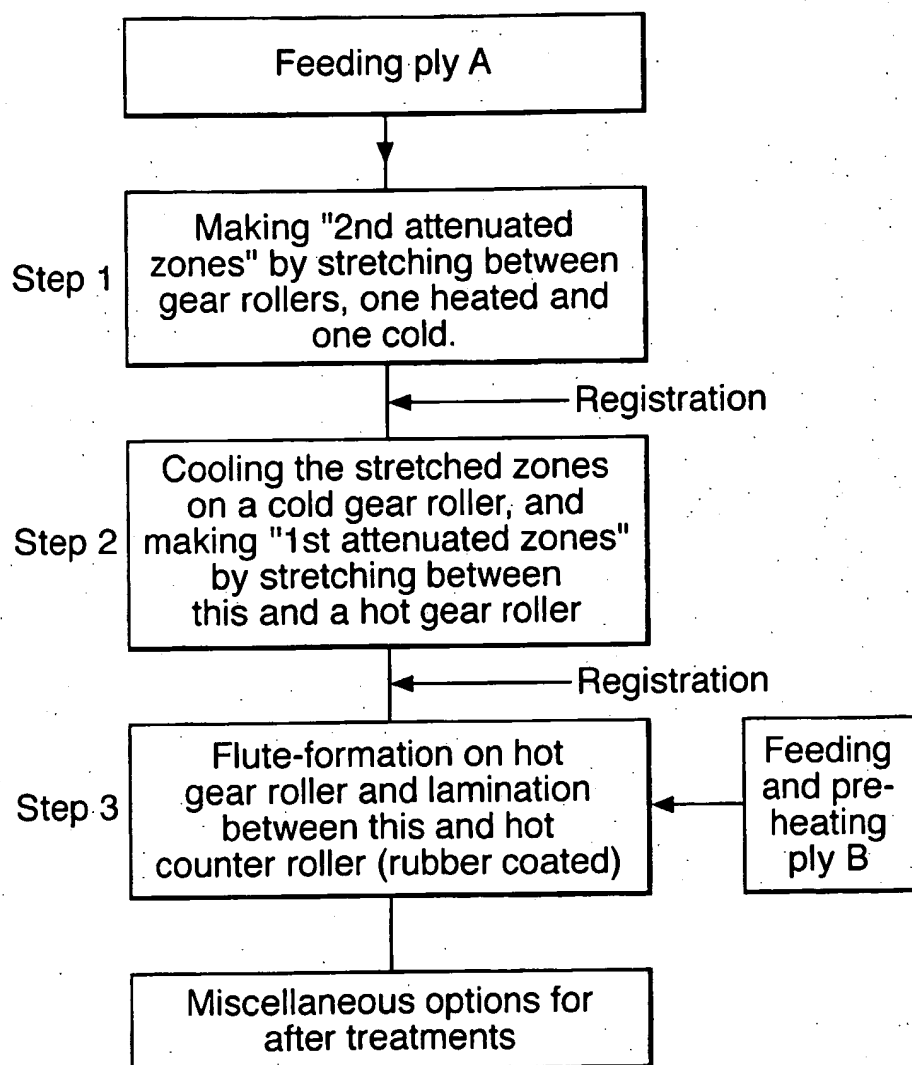 Feeding ply A
Step 1
Making "2nd attenuated
zones" by stretching between
gear rollers, one heated and
one cold.
Registration
Step 2
Cooling the stretched zones
on a cold gear roller, and
making "1st attenuated zones"
by stretching between
this and a hot gear roller
Registration
Step 3
Flute-formation on hot
gear roller and lamination
between this and hot
counter roller (rubber coated)
Feeding
and pre-
heating
ply B
Miscellaneous options for
after treatments